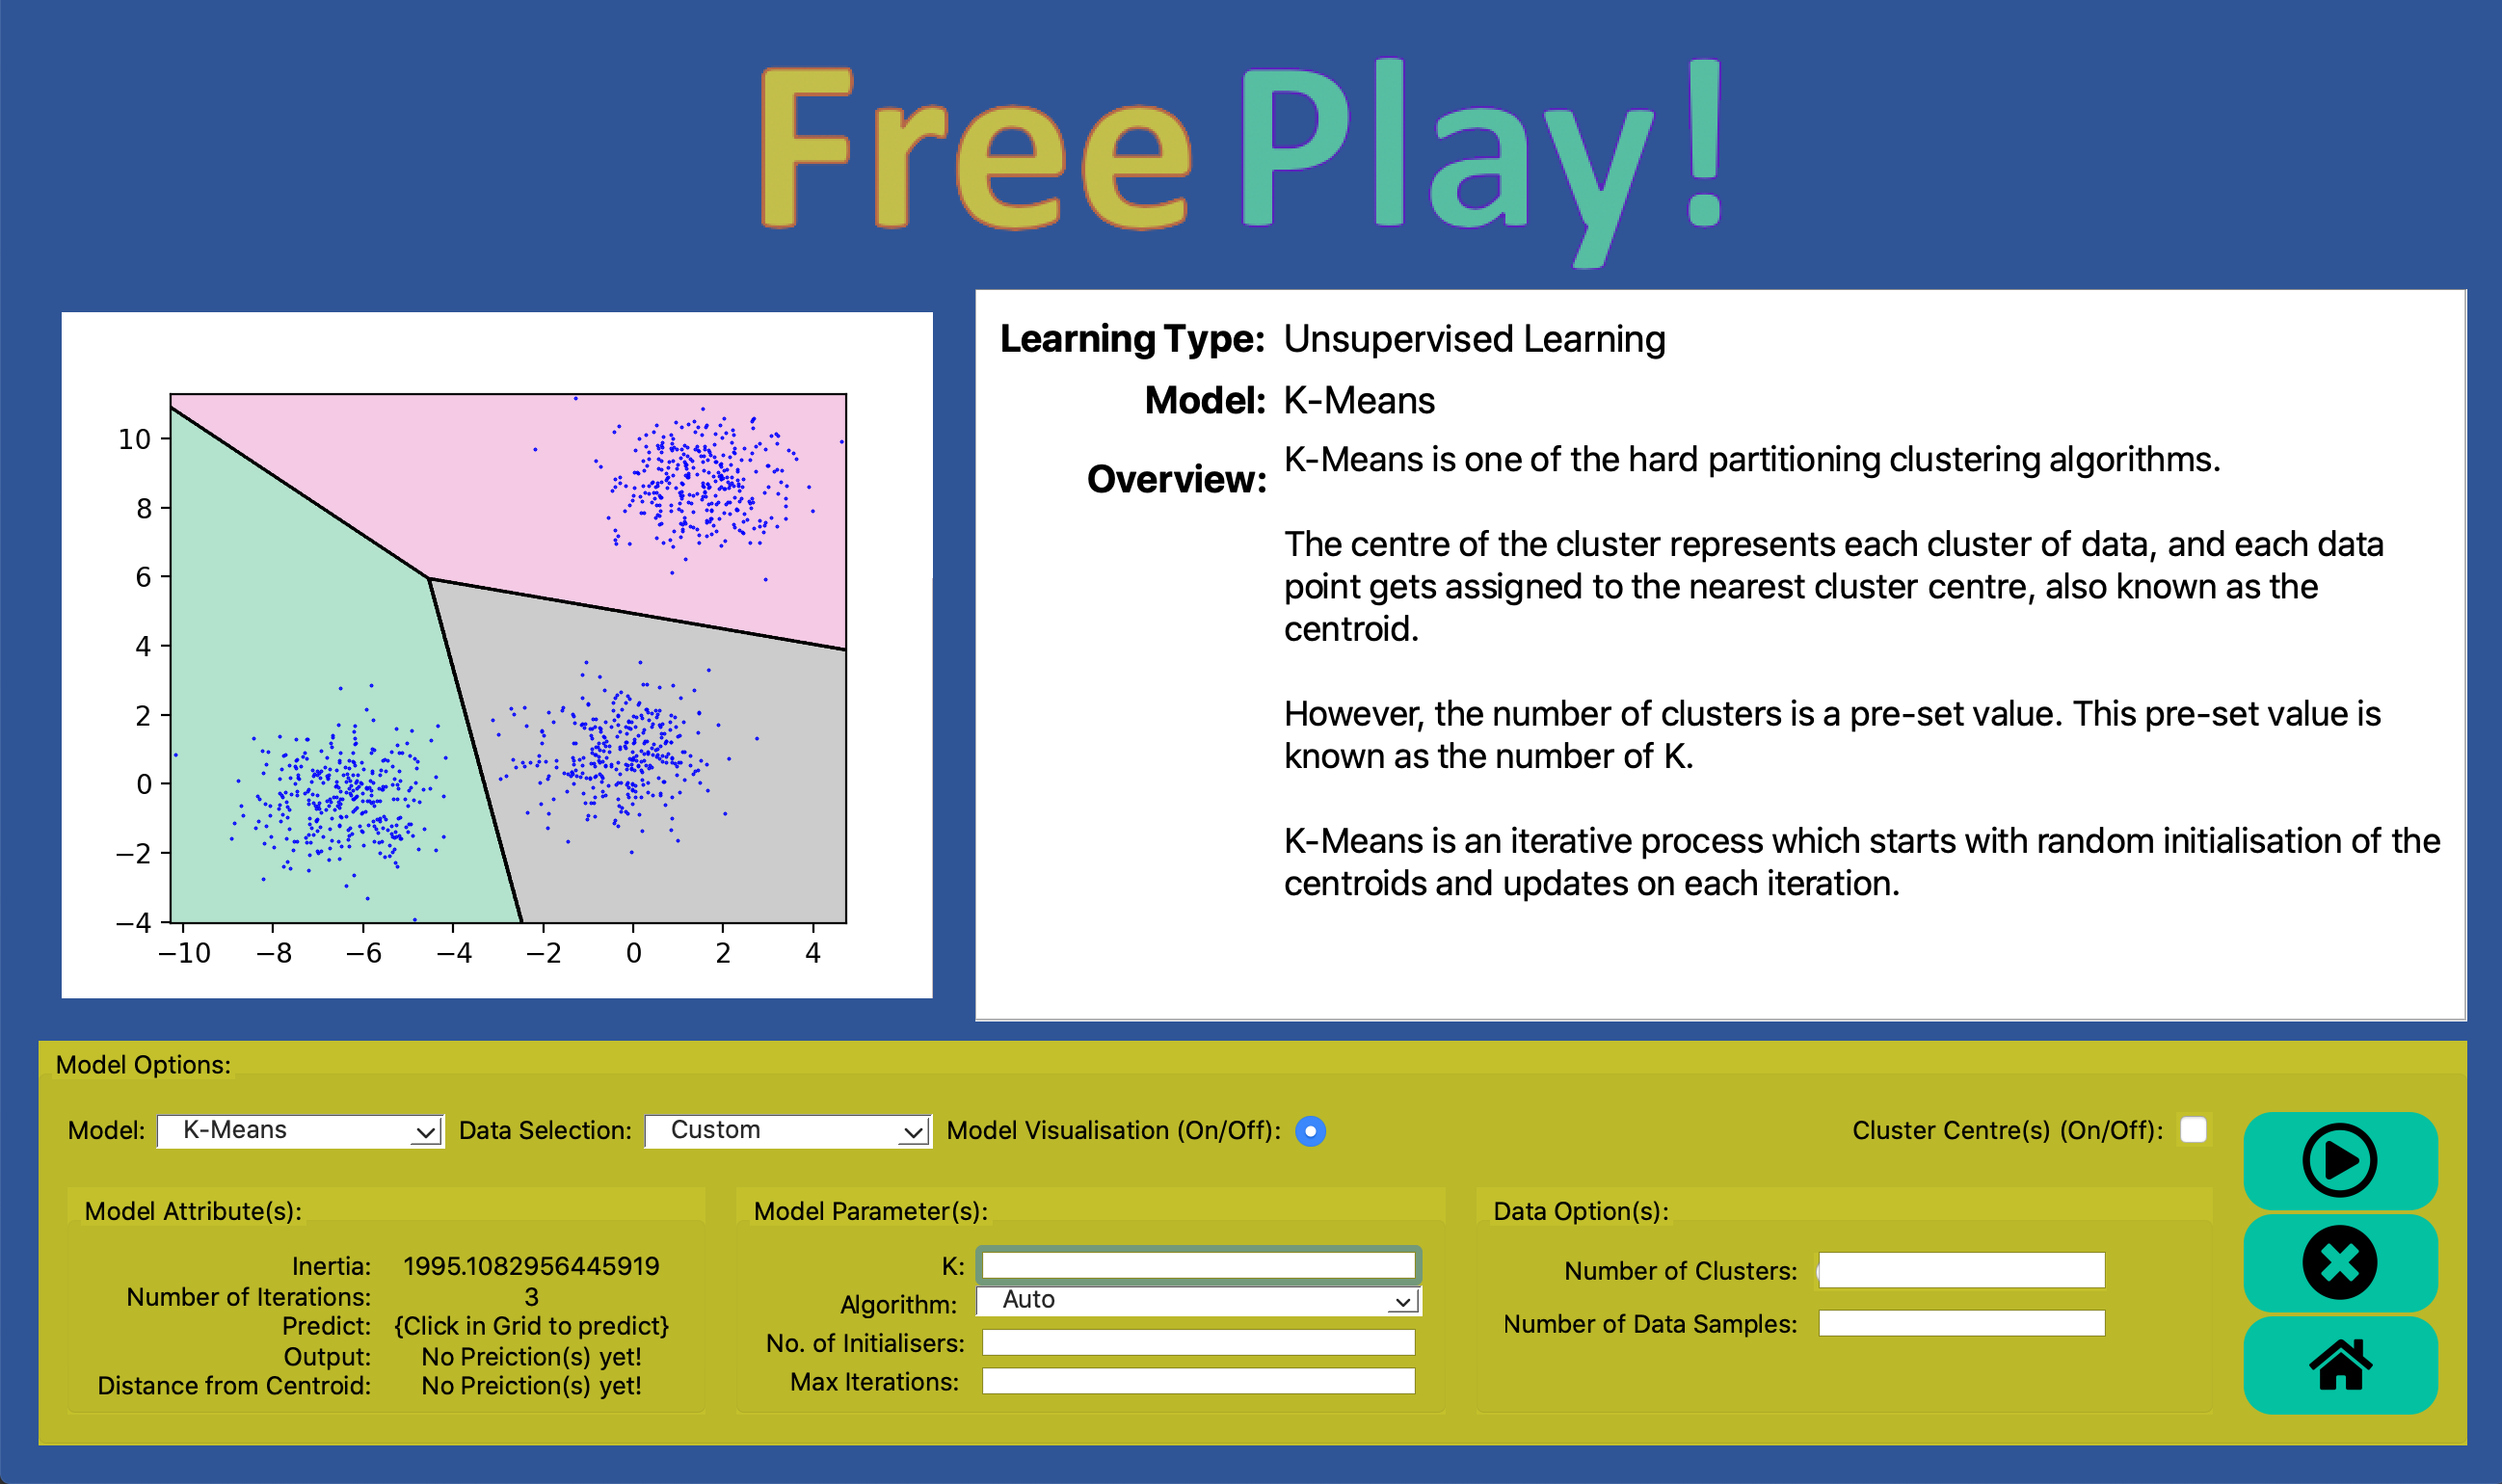 Free Play!
10
8
6
4
2
0
−2
−4
−10 −8 −6 −4 −2 0 2 4
Learning Type: Unsupervised Learning
Model: K-Means
Overview: K-Means is one of the hard partitioning clustering algorithms.
The centre of the cluster represents each cluster of data, and each data
point gets assigned to the nearest cluster centre, also known as the
centroid.
However, the number of clusters is a pre-set value. This pre-set value is
known as the number of K.
K-Means is an iterative process which starts with random initialisation of the
centroids and updates on each iteration.
Model Options:
Model: K-Means Data Selection: Custom Model Visualisation (On/Off): Cluster Centre(s) (On/Off):
Model Attribute(s):
Inertia: 1995.1082956445919
Number of Iterations: 3
Predict: {Click in Grid to predict}
Output: No Preiction(s) yet!
Distance from Centroid: No Preiction(s) yet!
Model Parameter(s):
K:
Algorithm: Auto
No. of Initialisers:
Max Iterations:
Data Option(s):
Number of Clusters:
Number of Data Samples: